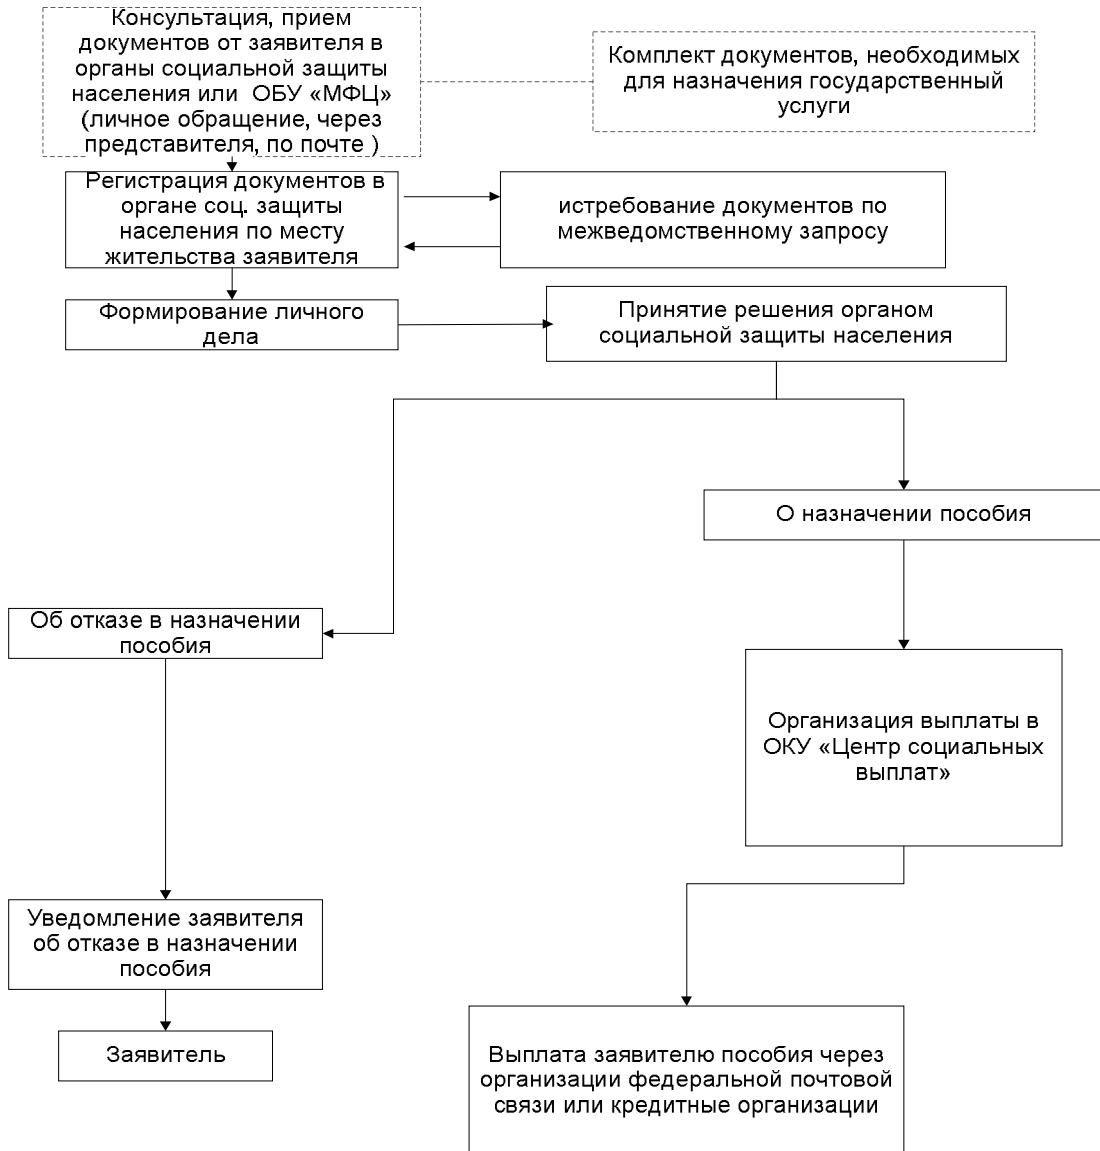 Консультация, прием
документов от заявителя в
органы социальной защиты
населения или ОБУ «МФЦ»
(личное обращение, через
представителя, по почте )
Комплект документов, необходимых
для назначения государственный
услуги
Регистрация документов в
органе соц. защиты
населения по месту
жительства заявителя
истребование документов по
межведомственному запросу
Формирование личного
дела
Принятие решения органом
социальной защиты населения
О назначении пособия
Об отказе в назначении
пособия
Организация выплаты в
ОКУ «Центр социальных
выплат»
Уведомление заявителя
об отказе в назначении
пособия
Заявитель
Выплата заявителю пособия через
организации федеральной почтовой
связи или кредитные организации